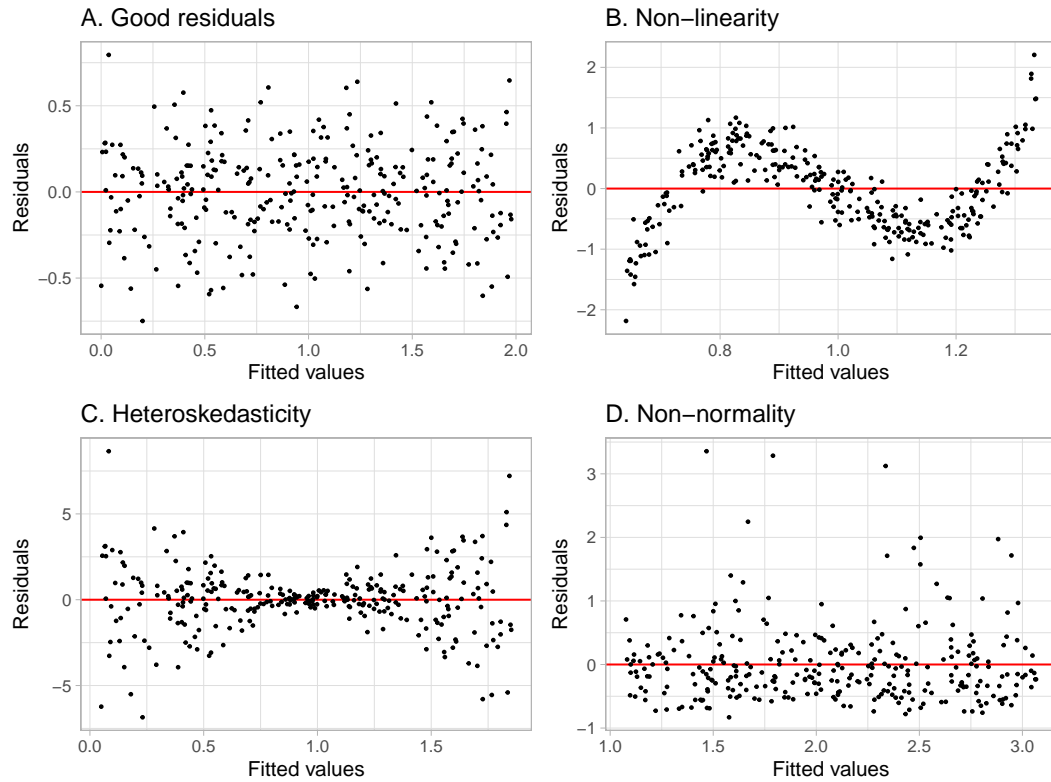 A. Good residuals
0.5
0.0
−0.5
Residuals
0.0
0.5
1.0
1.5
2.0
Fitted values
B. Non−linearity
2
1
0
−1
−2
Residuals
0.8
1.0
1.2
Fitted values
C. Heteroskedasticity
5
0
−5
Residuals
0.0
0.5
1.0
1.5
Fitted values
D. Non−normality
3
2
1
0
−1
Residuals
1.0
1.5
2.0
2.5
3.0
Fitted values